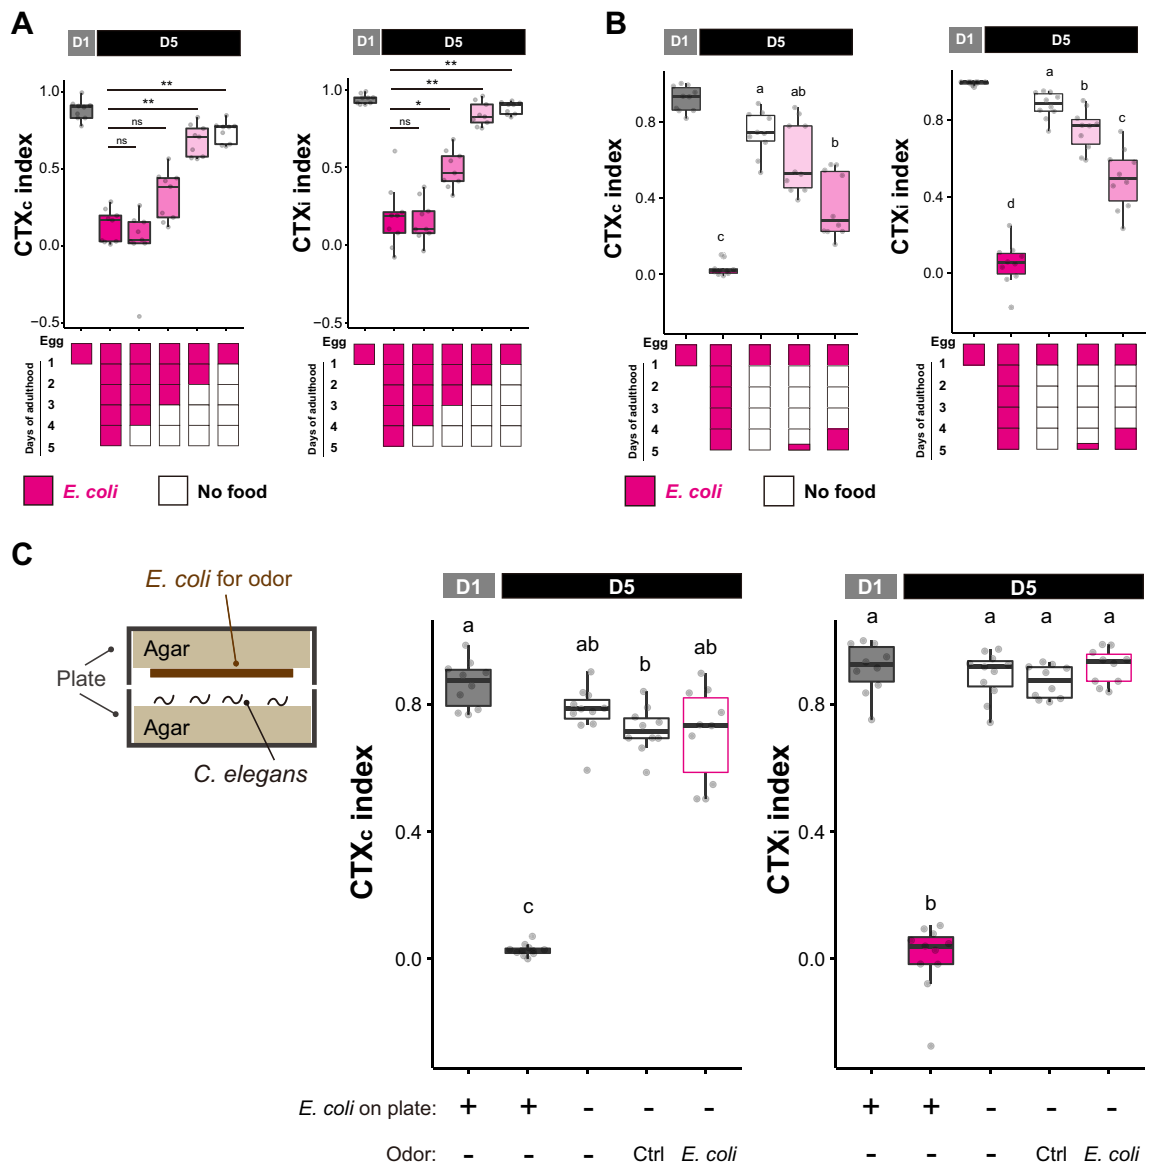 A
D1
D5
CTXc index
1.0
0.5
0.0
−0.5
ns
ns
**
**
Egg
Days of adulthood
1
2
3
4
5
D1
D5
CTXi index
1.0
0.5
0.0
−0.5
ns
*
**
**
Egg
Days of adulthood
1
2
3
4
5
E. coli
No food
B
D1
D5
CTXc index
0.8
0.4
0.0
c
a
ab
b
Egg
Days of adulthood
1
2
3
4
5
D1
D5
CTXi index
0.8
0.4
0.0
d
a
b
c
Egg
Days of adulthood
1
2
3
4
5
E. coli
No food
C
E. coli for odor
Agar
Plate
Agar
C. elegans
D1
D5
CTXc index
0.8
0.4
0.0
a
c
ab
b
ab
D1
D5
CTXi index
0.8
0.4
0.0
a
b
a
a
a
E. coli on plate: + + - - - + + - - -
Odor: - - - Ctrl E. coli - - - Ctrl E. coli